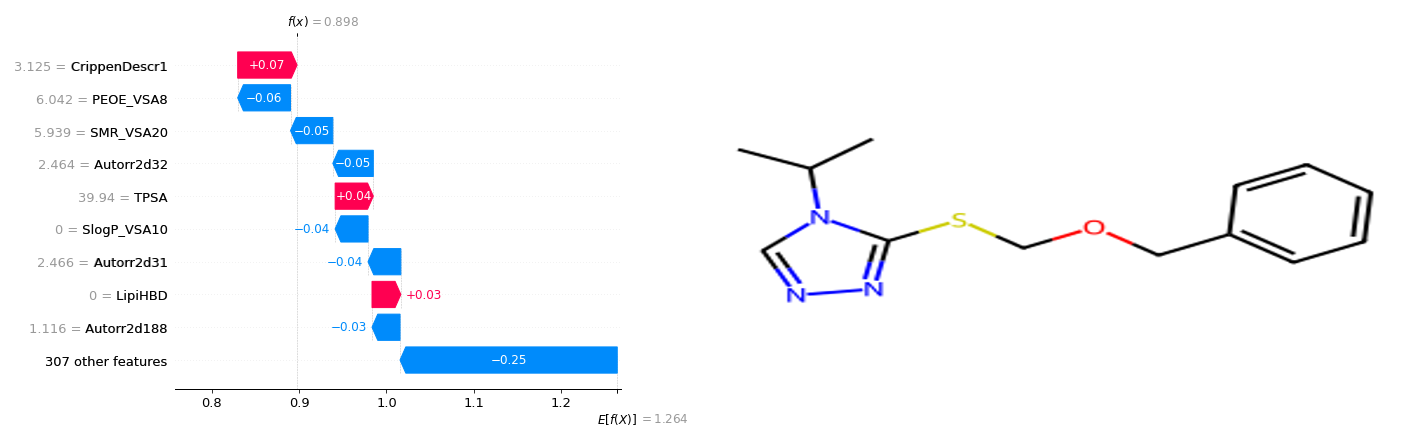 f(x) = 0.898
3.125 = CrippenDescr1
+0.07
6.042 = PEOE_VSA8
−0.06
5.939 = SMR_VSA20
−0.05
2.464 = Autorr2d32
−0.05
39.94 = TPSA
+0.04
0 = SlogP_VSA10
−0.04
2.466 = Autorr2d31
−0.04
0 = LipiHBD
+0.03
1.116 = Autorr2d188
−0.03
307 other features
−0.25
0.8 0.9 1.0 1.1 1.2
E[f(X)] = 1.264
N S O
N N